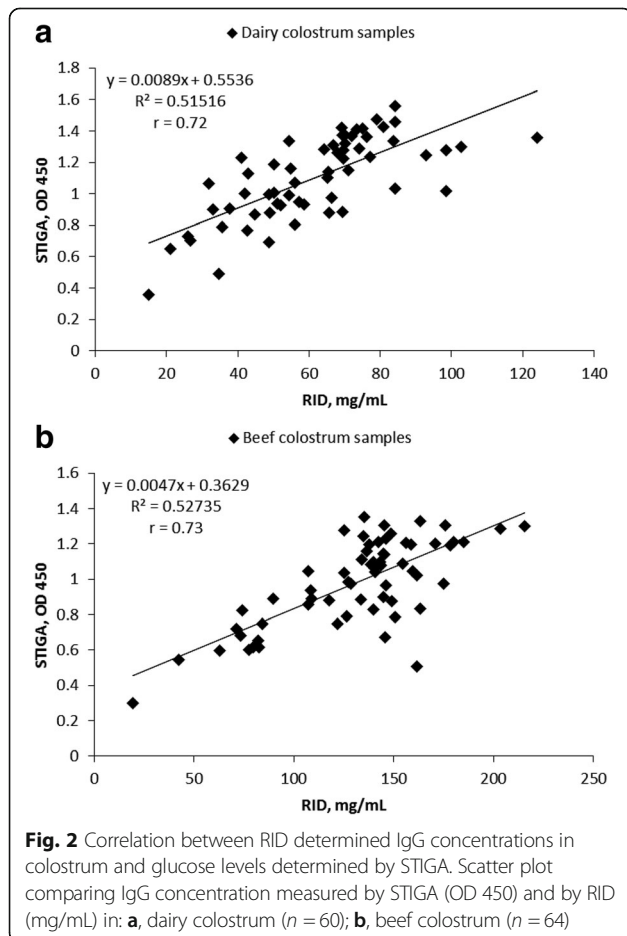 a
◆ Dairy colostrum samples
y = 0.0089x + 0.5536
R² = 0.51516
r = 0.72
STIGA, OD 450
1.8
1.6
1.4
1.2
1
0.8
0.6
0.4
0.2
0
0 20 40 60 80 100 120 140
RID, mg/mL
b
◆ Beef colostrum samples
y = 0.0047x + 0.3629
R² = 0.52735
r = 0.73
STIGA, OD 450
1.6
1.4
1.2
1
0.8
0.6
0.4
0.2
0
0 50 100 150 200 250
RID, mg/mL
Fig. 2 Correlation between RID determined IgG concentrations in
colostrum and glucose levels determined by STIGA. Scatter plot
comparing IgG concentration measured by STIGA (OD 450) and by RID
(mg/mL) in: a, dairy colostrum (n = 60); b, beef colostrum (n = 64)